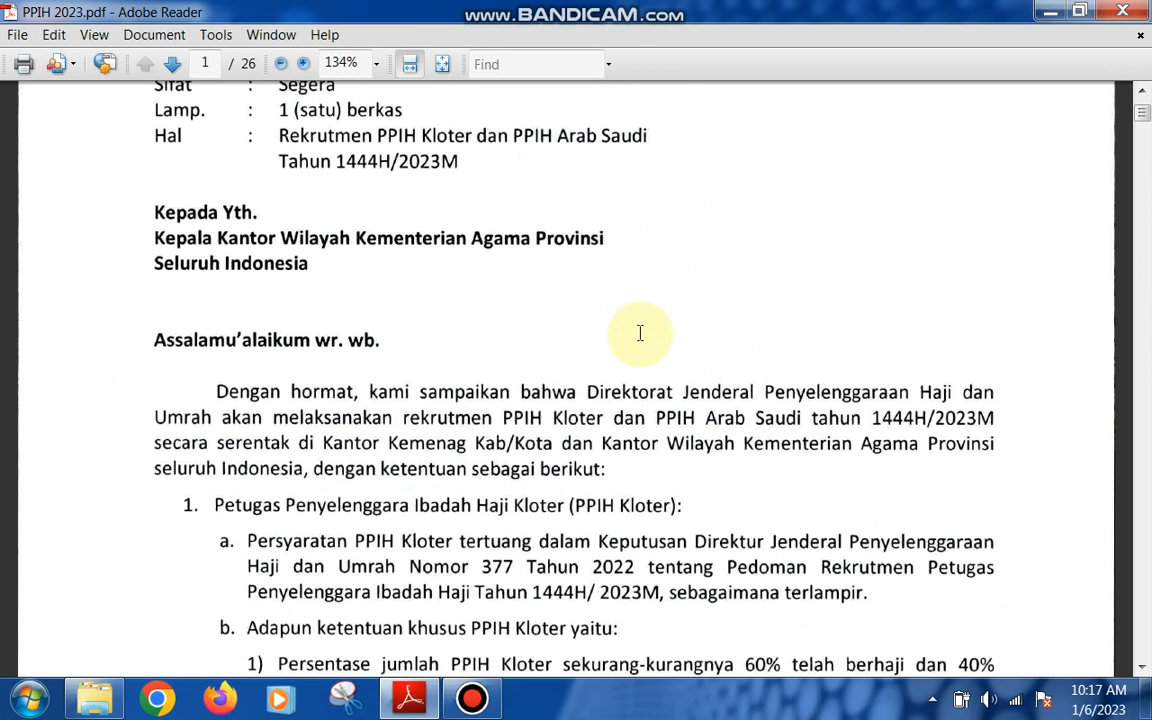 PPIH 2023.pdf - Adobe Reader
www.BANDICAM.com
File Edit View Document Tools Window Help
1 / 26 134% Find
Sifat : Segera
Lamp. : 1 (satu) berkas
Hal : Rekrutmen PPIH Kloter dan PPIH Arab Saudi
Tahun 1444H/2023M
Kepada Yth.
Kepala Kantor Wilayah Kementerian Agama Provinsi
Seluruh Indonesia
Assalamu'alaikum wr. wb.
Dengan hormat, kami sampaikan bahwa Direktorat Jenderal Penyelenggaraan Haji dan
Umrah akan melaksanakan rekrutmen PPIH Kloter dan PPIH Arab Saudi tahun 1444H/2023M
secara serentak di Kantor Kemenag Kab/Kota dan Kantor Wilayah Kementerian Agama Provinsi
seluruh Indonesia, dengan ketentuan sebagai berikut:
1. Petugas Penyelenggara Ibadah Haji Kloter (PPIH Kloter):
a. Persyaratan PPIH Kloter tertuang dalam Keputusan Direktur Jenderal Penyelenggaraan
Haji dan Umrah Nomor 377 Tahun 2022 tentang Pedoman Rekrutmen Petugas
Penyelenggara Ibadah Haji Tahun 1444H/ 2023M, sebagaimana terlampir.
b. Adapun ketentuan khusus PPIH Kloter yaitu:
1) Persentase jumlah PPIH Kloter sekurang-kurangnya 60% telah berhaji dan 40%
10:17 AM
1/6/2023